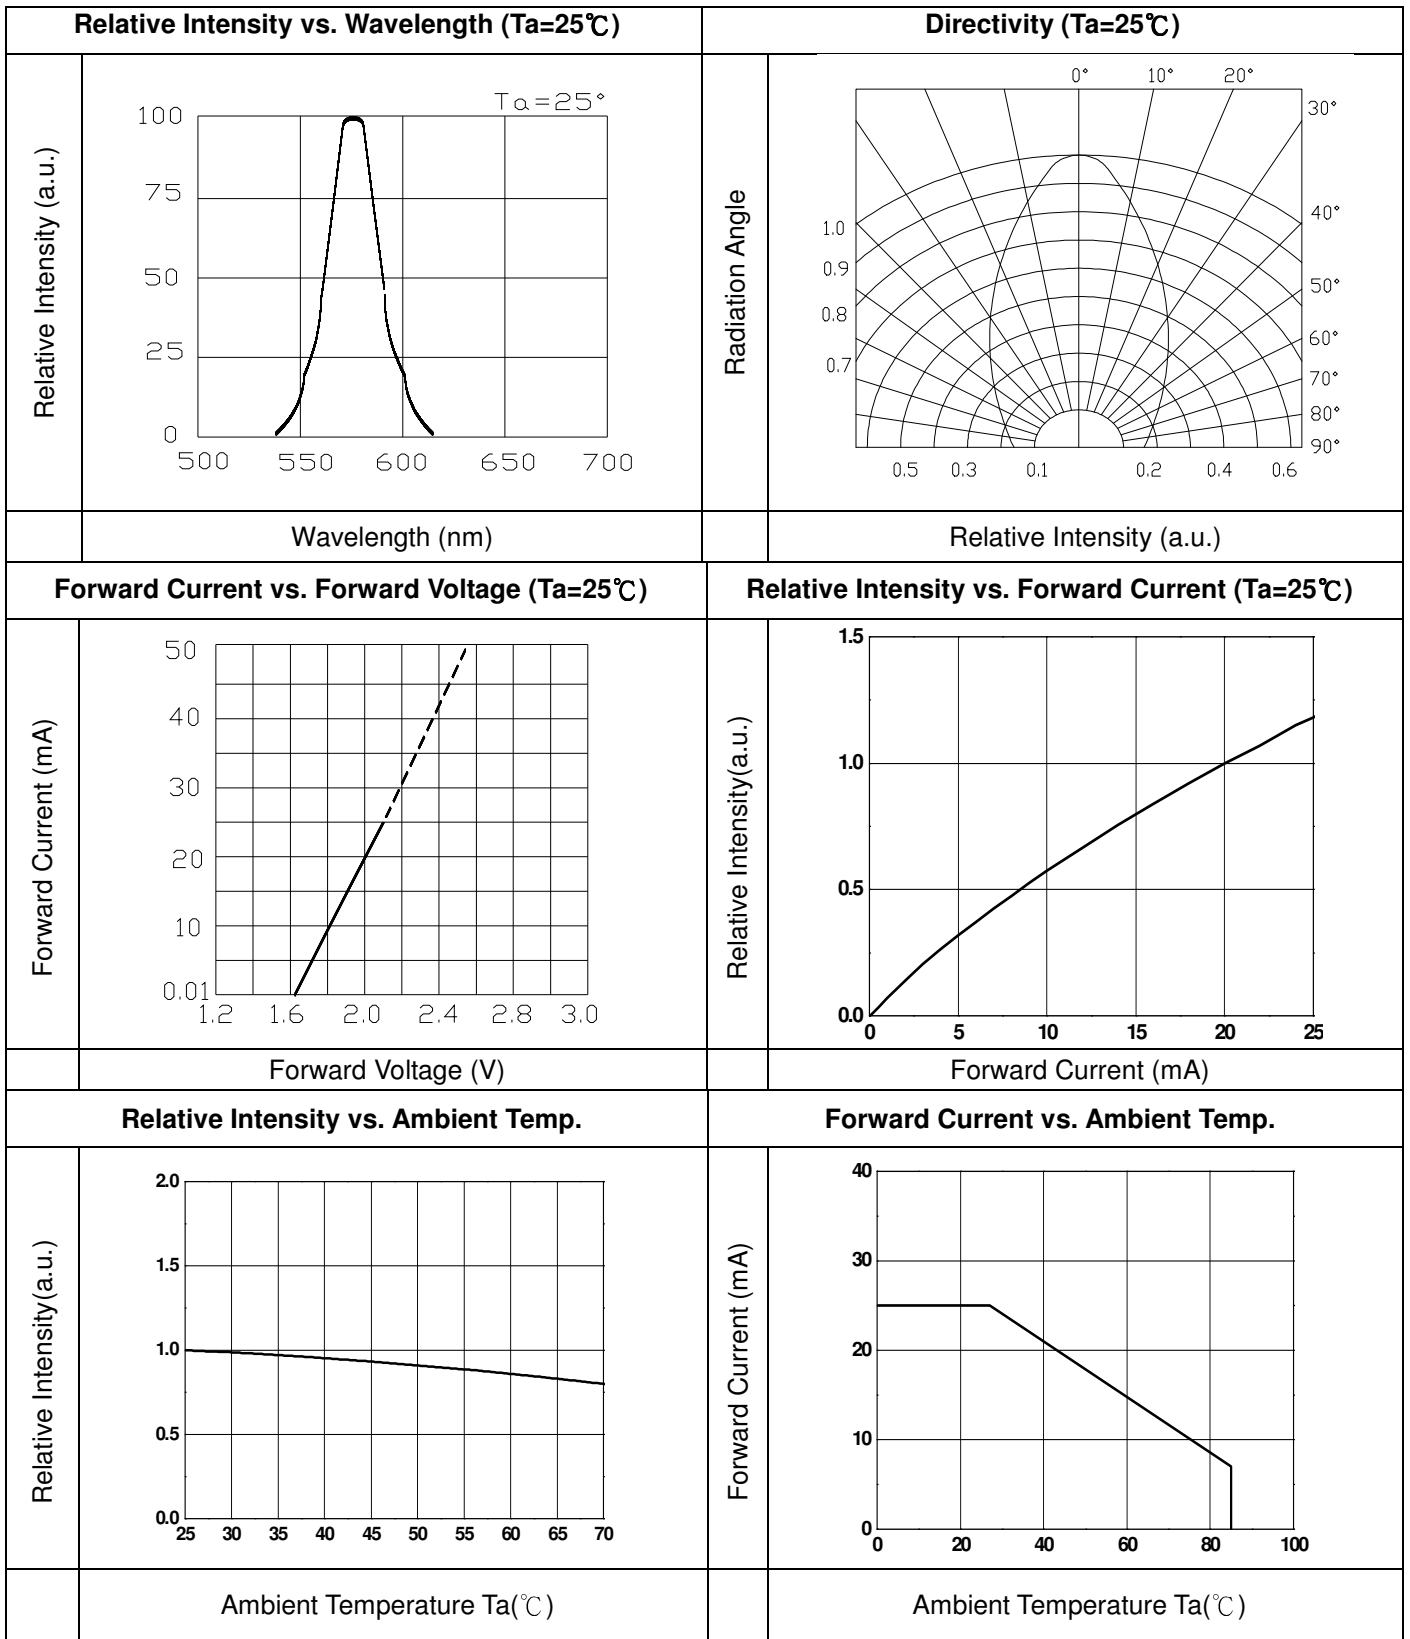 Relative Intensity vs. Wavelength (Ta=25℃)
Directivity (Ta=25℃)
Relative Intensity (a.u.)
Ta=25°
100
75
50
25
0
500 550 600 650 700
Wavelength (nm)
Radiation Angle
0° 10° 20°
30°
40°
50°
60°
70°
80°
90°
1.0
0.9
0.8
0.7
0.5 0.3 0.1 0.2 0.4 0.6
Relative Intensity (a.u.)
Forward Current vs. Forward Voltage (Ta=25℃)
Relative Intensity vs. Forward Current (Ta=25℃)
Forward Current (mA)
50
40
30
20
10
0.01
1.2 1.6 2.0 2.4 2.8 3.0
Forward Voltage (V)
Relative Intensity(a.u.)
1.5
1.0
0.5
0.0
0 5 10 15 20 25
Forward Current (mA)
Relative Intensity vs. Ambient Temp.
Forward Current vs. Ambient Temp.
Relative Intensity(a.u.)
2.0
1.5
1.0
0.5
0.0
25 30 35 40 45 50 55 60 65 70
Ambient Temperature Ta(℃)
Forward Current (mA)
40
30
20
10
0
0 20 40 60 80 100
Ambient Temperature Ta(℃)